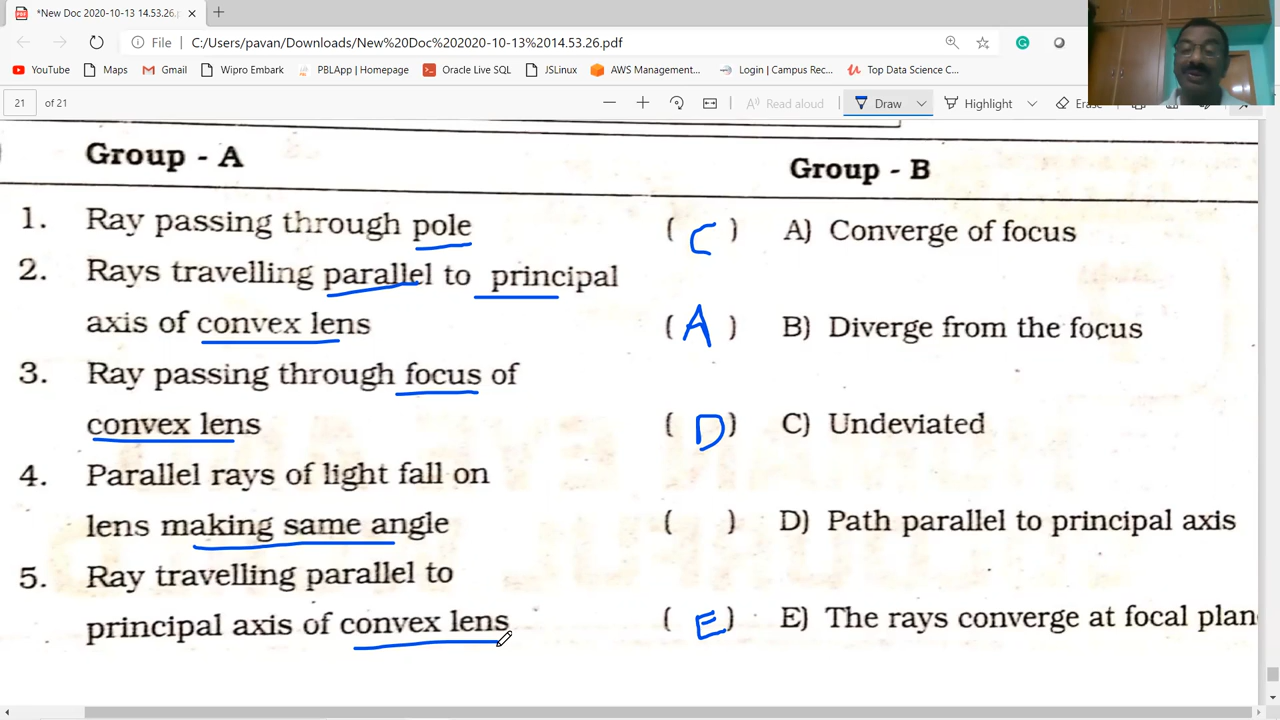 *New Doc 2020-10-13 14.53.26.p
File C:/Users/pavan/Downloads/New%20Doc%202020-10-13%2014.53.26.pdf
YouTube Maps Gmail Wipro Embark PBLApp | Homepage Oracle Live SQL JSLinux AWS Management... Login | Campus Rec... Top Data Science C...
21 of 21 Read aloud Draw Highlight Erase
Group - A Group - B
1. Ray passing through pole ( C ) A) Converge of focus
2. Rays travelling parallel to principal
axis of convex lens ( A ) B) Diverge from the focus
3. Ray passing through focus of
convex lens ( D ) C) Undeviated
4. Parallel rays of light fall on
lens making same angle ( ) D) Path parallel to principal axis
5. Ray travelling parallel to
principal axis of convex lens ( E ) E) The rays converge at focal plan